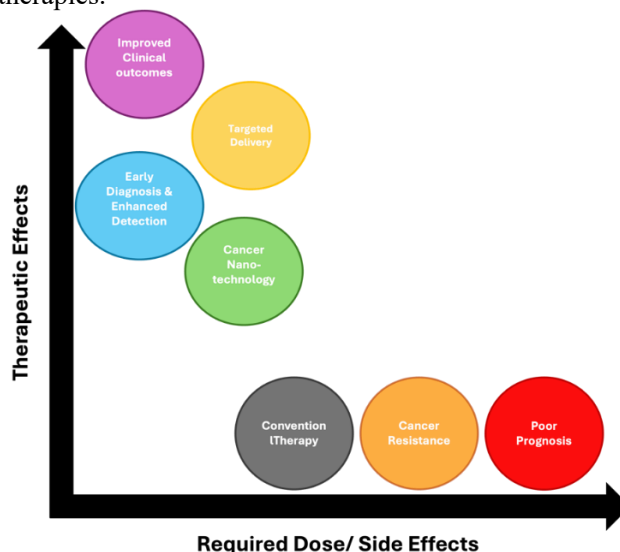 therapies.
Improved
Clinical
outcomes
Targeted
Delivery
Early
Diagnosis &
Enhanced
Detection
Cancer
Nano-
technology
Therapeutic Effects
Convention
lTherapy
Cancer
Resistance
Poor
Prognosis
Required Dose/ Side Effects